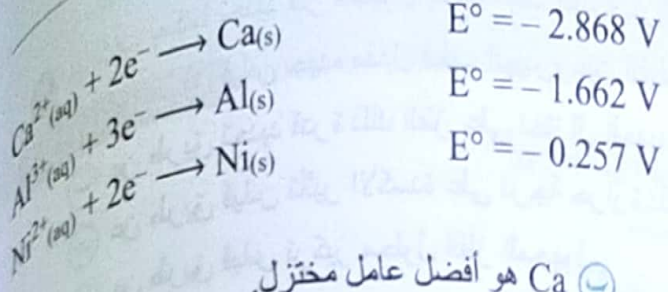 Ca²⁺(aq) + 2e⁻ ⟶ Ca(s) E° = – 2.868 V
Al³⁺(aq) + 3e⁻ ⟶ Al(s) E° = – 1.662 V
Ni²⁺(aq) + 2e⁻ ⟶ Ni(s) E° = – 0.257 V
ب Ca هو أفضل عامل مختزل.